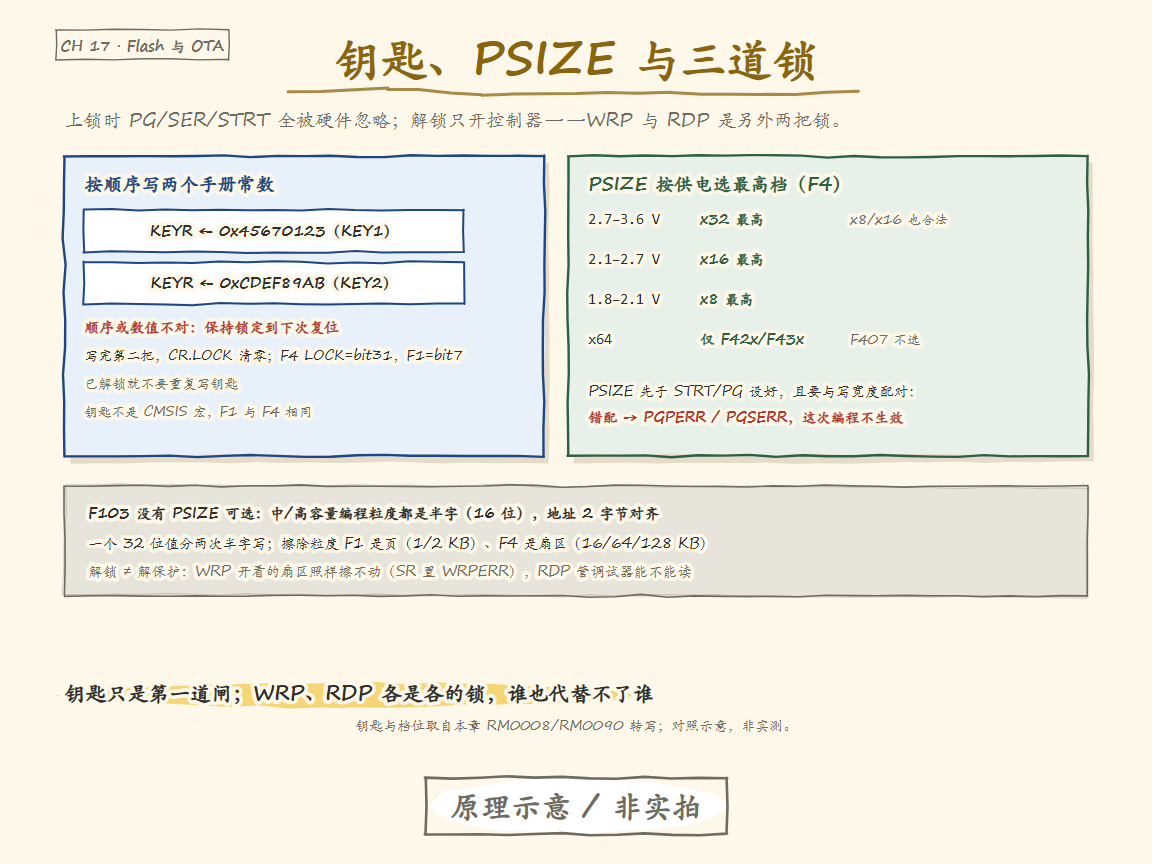 CH 17 · Flash 与 OTA
钥匙、PSIZE 与三道锁
上锁时 PG/SER/STRT 全被硬件忽略；解锁只开控制器——WRP 与 RDP 是另外两把锁。
按顺序写两个手册常数
KEYR ← 0x45670123（KEY1）
KEYR ← 0xCDEF89AB（KEY2）
顺序或数值不对：保持锁定到下次复位
写完第二把，CR.LOCK 清零；F4 LOCK=bit31，F1=bit7
已解锁就不要重复写钥匙
钥匙不是 CMSIS 宏，F1 与 F4 相同
PSIZE 按供电选最高档（F4）
2.7–3.6 V x32 最高 x8/x16 也合法
2.1–2.7 V x16 最高
1.8–2.1 V x8 最高
x64 仅 F42x/F43x F407 不选
PSIZE 先于 STRT/PG 设好，且要与写宽度配对：
错配 → PGPERR / PGSERR，这次编程不生效
F103 没有 PSIZE 可选：中/高容量编程粒度都是半字（16 位），地址 2 字节对齐
一个 32 位值分两次半字写；擦除粒度 F1 是页（1/2 KB）、F4 是扇区（16/64/128 KB）
解锁 ≠ 解保护：WRP 开着的扇区照样擦不动（SR 置 WRPERR），RDP 管调试器能不能读
钥匙只是第一道闸；WRP、RDP 各是各的锁，谁也代替不了谁
钥匙与档位取自本章 RM0008/RM0090 转写；对照示意，非实测。
原理示意 / 非实拍